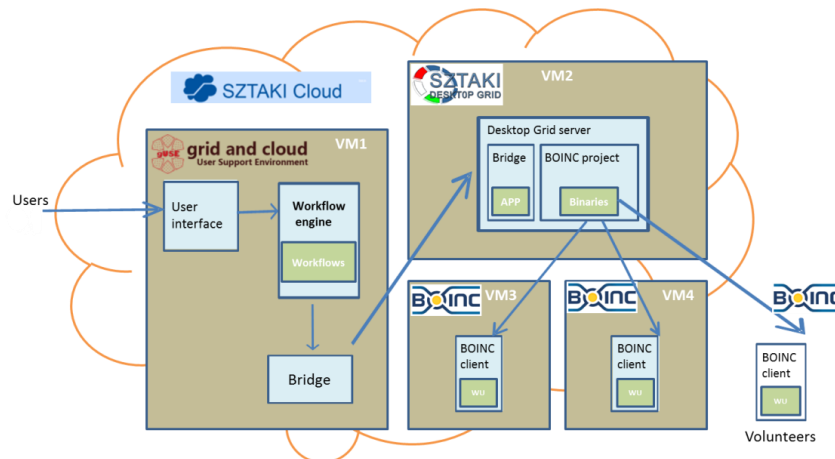 SZTAKI Cloud
SZTAKI
DESKTOP GRID
VM2
gUSE
grid and cloud
User Support Environment
VM1
Desktop Grid server
Bridge
BOINC project
APP
Binaries
Users
User
interface
Workflow
engine
Workflows
Bridge
BOINC
VM3
BOINC
client
WU
BOINC
VM4
BOINC
client
WU
BOINC
BOINC
client
WU
Volunteers